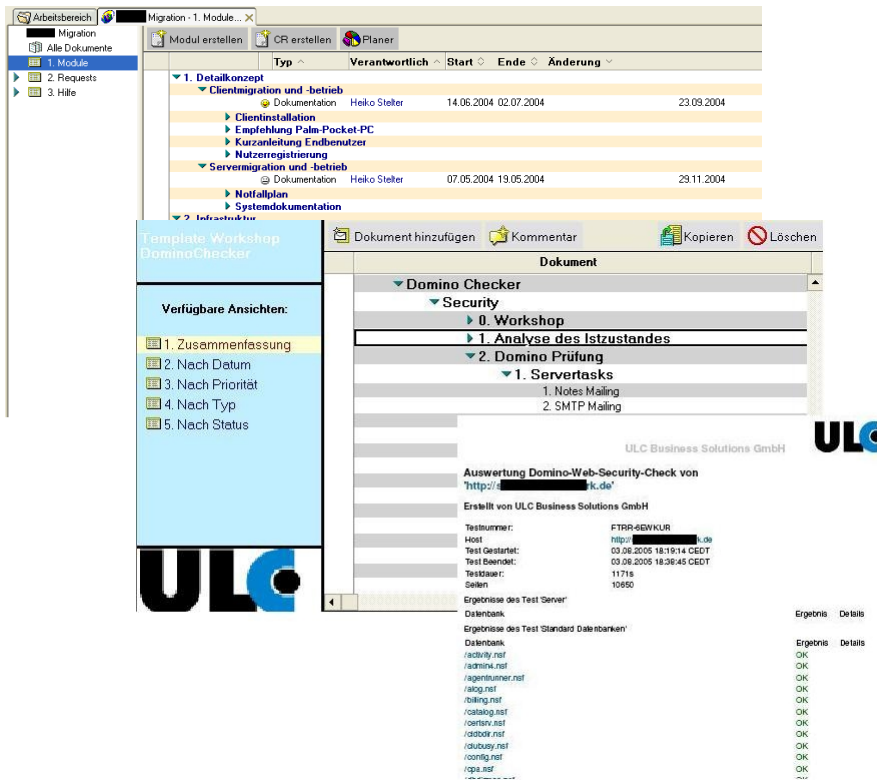 Arbeitsbereich Migration - 1. Module...
Migration
Alle Dokumente
1. Module
2. Requests
3. Hilfe
Modul erstellen CR erstellen Planer
Typ Verantwortlich Start Ende Änderung
1. Detailkonzept
Clientmigration und -betrieb
Dokumentation Heiko Stelter 14.06.2004 02.07.2004 23.09.2004
Clientinstallation
Empfehlung Palm-Pocket-PC
Kurzanleitung Endbenutzer
Nutzerregistrierung
Servermigration und -betrieb
Dokumentation Heiko Stelter 07.05.2004 19.05.2004 29.11.2004
Notfallplan
Systemdokumentation
2. Infrastruktur
Template Workshop
DominoChecker
Verfügbare Ansichten:
1. Zusammenfassung
2. Nach Datum
3. Nach Priorität
4. Nach Typ
5. Nach Status
ULC
Dokument hinzufügen Kommentar Kopieren Löschen
Dokument
Domino Checker
Security
0. Workshop
1. Analyse des Istzustandes
2. Domino Prüfung
1. Servertasks
1. Notes Mailing
2. SMTP Mailing
ULC Business Solutions GmbH ULC
Auswertung Domino-Web-Security-Check von
'http://s rk.de'
Erstellt von ULC Business Solutions GmbH
Testnummer: FTRR-6EWKUR
Host http:// k.de
Test Gestartet: 03.08.2005 18:19:14 CEDT
Test Beendet: 03.08.2005 18:38:45 CEDT
Testdauer: 1171s
Seiten 10650
Ergebnisse des Test 'Server'
Datenbank Ergebnis Details
Ergebnisse des Test 'Standard Datenbanken'
Datenbank Ergebnis Details
/activity.nsf OK
/admin4.nsf OK
/agentrunner.nsf OK
/alog.nsf OK
/billing.nsf OK
/catalog.nsf OK
/certsrv.nsf OK
/cldbdir.nsf OK
/clubusy.nsf OK
/config.nsf OK
/cpa.nsf OK
OK